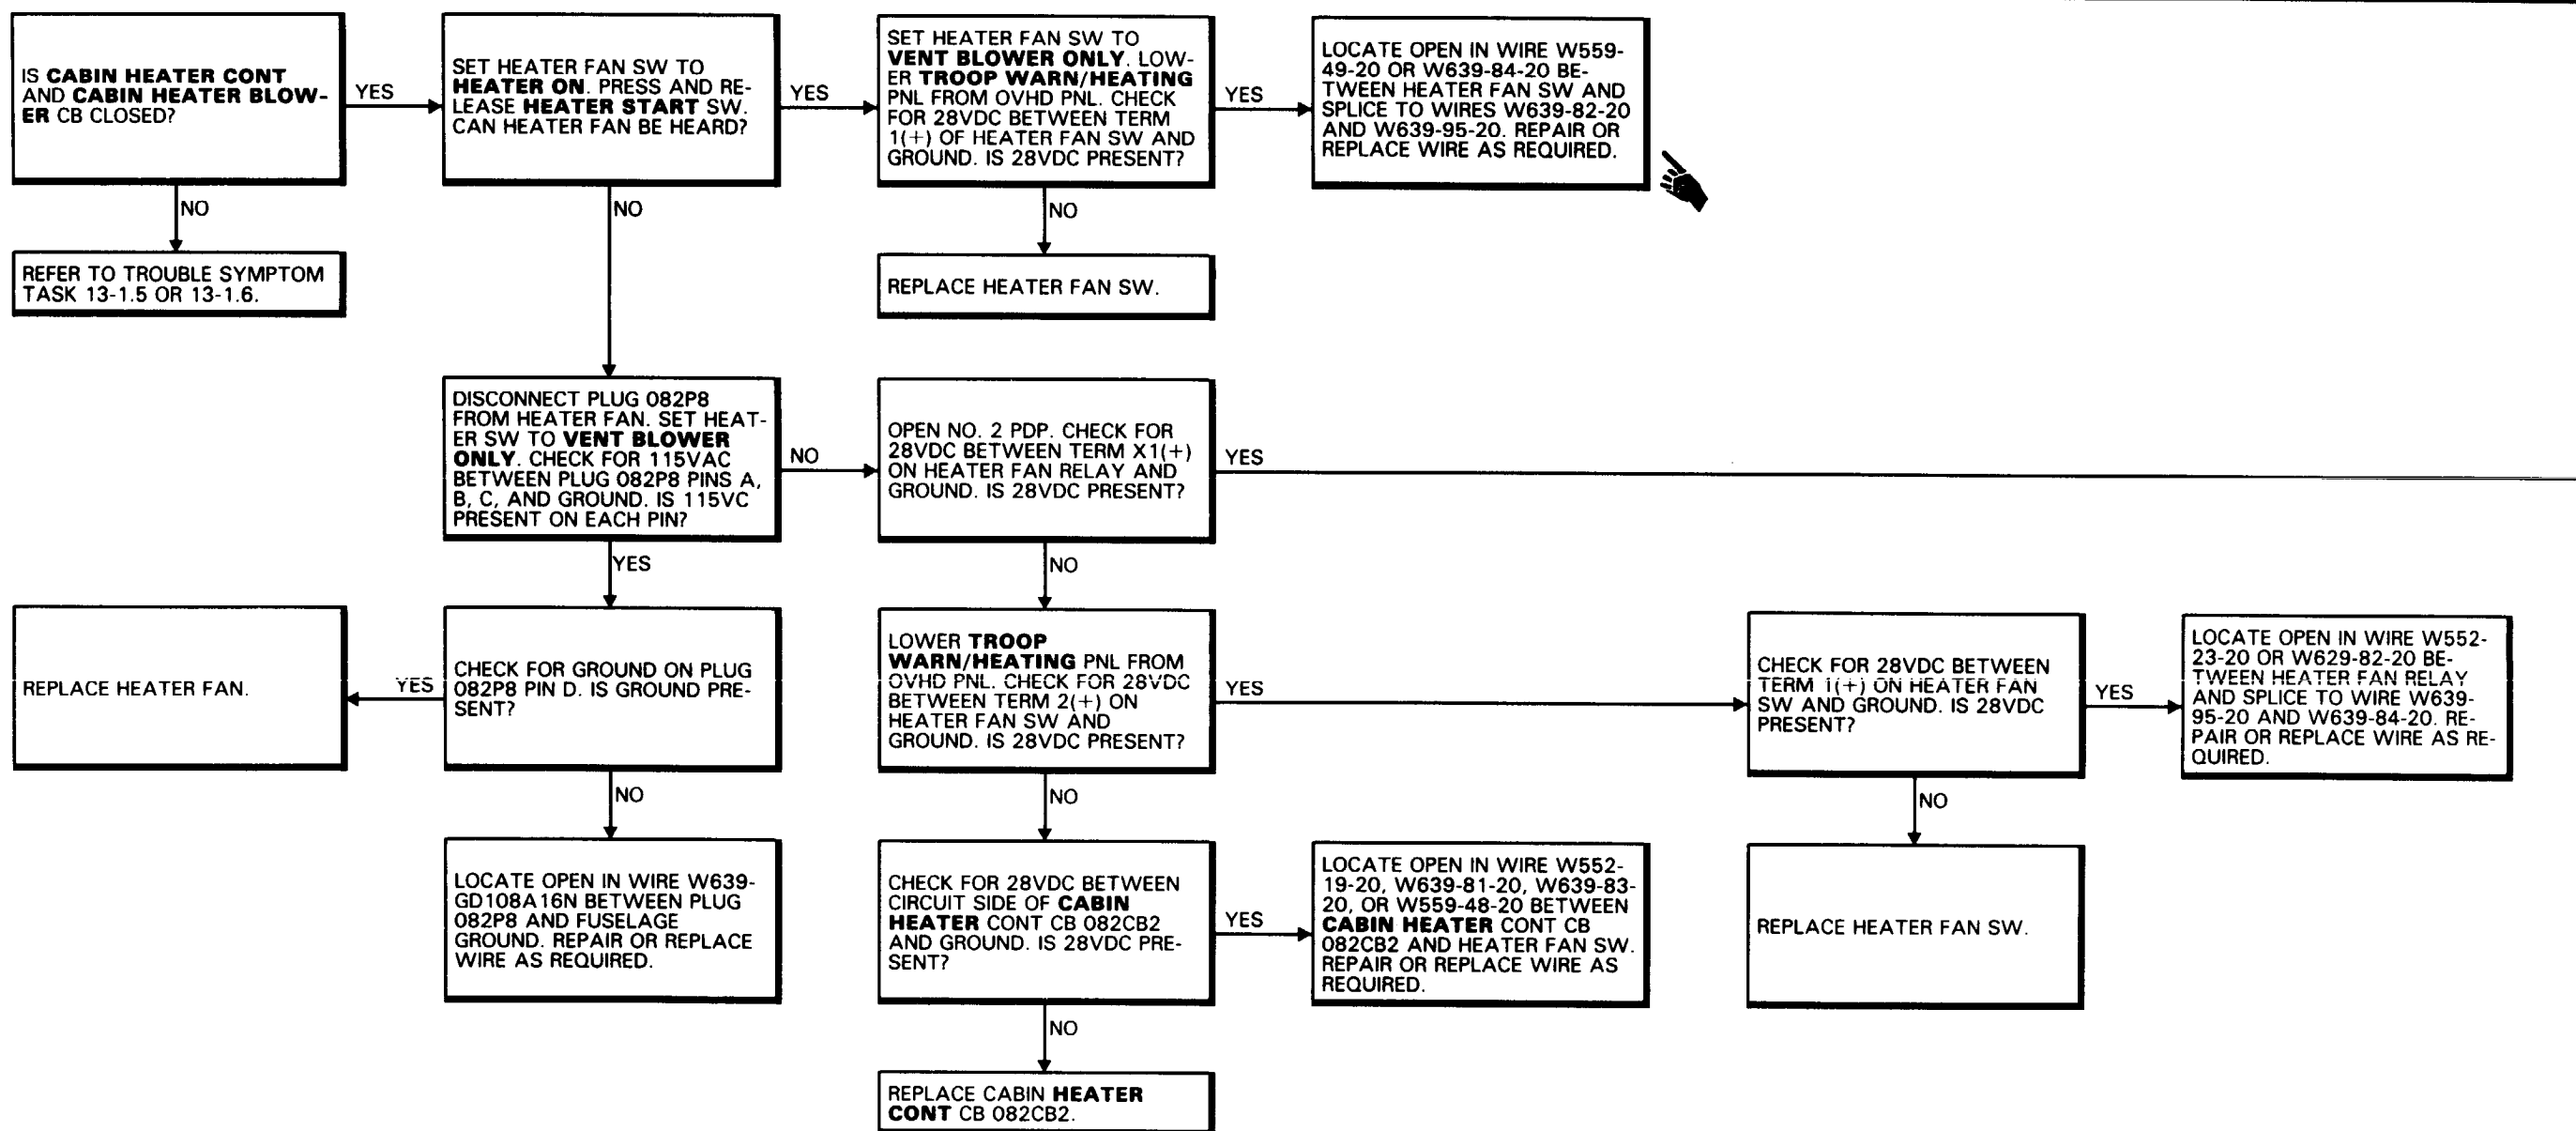 IS CABIN HEATER CONT
AND CABIN HEATER BLOW-
ER CB CLOSED?
YES
NO
REFER TO TROUBLE SYMPTOM
TASK 13-1.5 OR 13-1.6.
SET HEATER FAN SW TO
HEATER ON. PRESS AND RE-
LEASE HEATER START SW.
CAN HEATER FAN BE HEARD?
YES
NO
SET HEATER FAN SW TO
VENT BLOWER ONLY. LOW-
ER TROOP WARN/HEATING
PNL FROM OVHD PNL. CHECK
FOR 28VDC BETWEEN TERM
1(+) OF HEATER FAN SW AND
GROUND. IS 28VDC PRESENT?
YES
NO
REPLACE HEATER FAN SW.
LOCATE OPEN IN WIRE W559-
49-20 OR W639-84-20 BE-
TWEEN HEATER FAN SW AND
SPLICE TO WIRES W639-82-20
AND W639-95-20. REPAIR OR
REPLACE WIRE AS REQUIRED.
DISCONNECT PLUG 082P8
FROM HEATER FAN. SET HEAT-
ER SW TO VENT BLOWER
ONLY. CHECK FOR 115VAC
BETWEEN PLUG 082P8 PINS A,
B, C, AND GROUND. IS 115VC
PRESENT ON EACH PIN?
NO
YES
OPEN NO. 2 PDP. CHECK FOR
28VDC BETWEEN TERM X1(+)
ON HEATER FAN RELAY AND
GROUND. IS 28VDC PRESENT?
YES
NO
REPLACE HEATER FAN.
YES
CHECK FOR GROUND ON PLUG
082P8 PIN D. IS GROUND PRE-
SENT?
NO
LOCATE OPEN IN WIRE W639-
GD108A16N BETWEEN PLUG
082P8 AND FUSELAGE
GROUND. REPAIR OR REPLACE
WIRE AS REQUIRED.
LOWER TROOP
WARN/HEATING PNL FROM
OVHD PNL. CHECK FOR 28VDC
BETWEEN TERM 2(+) ON
HEATER FAN SW AND
GROUND. IS 28VDC PRESENT?
YES
NO
CHECK FOR 28VDC BETWEEN
TERM 1(+) ON HEATER FAN
SW AND GROUND. IS 28VDC
PRESENT?
YES
NO
LOCATE OPEN IN WIRE W552-
23-20 OR W629-82-20 BE-
TWEEN HEATER FAN RELAY
AND SPLICE TO WIRE W639-
95-20 AND W639-84-20. RE-
PAIR OR REPLACE WIRE AS RE-
QUIRED.
CHECK FOR 28VDC BETWEEN
CIRCUIT SIDE OF CABIN
HEATER CONT CB 082CB2
AND GROUND. IS 28VDC PRE-
SENT?
YES
NO
LOCATE OPEN IN WIRE W552-
19-20, W639-81-20, W639-83-
20, OR W559-48-20 BETWEEN
CABIN HEATER CONT CB
082CB2 AND HEATER FAN SW.
REPAIR OR REPLACE WIRE AS
REQUIRED.
REPLACE HEATER FAN SW.
REPLACE CABIN HEATER
CONT CB 082CB2.